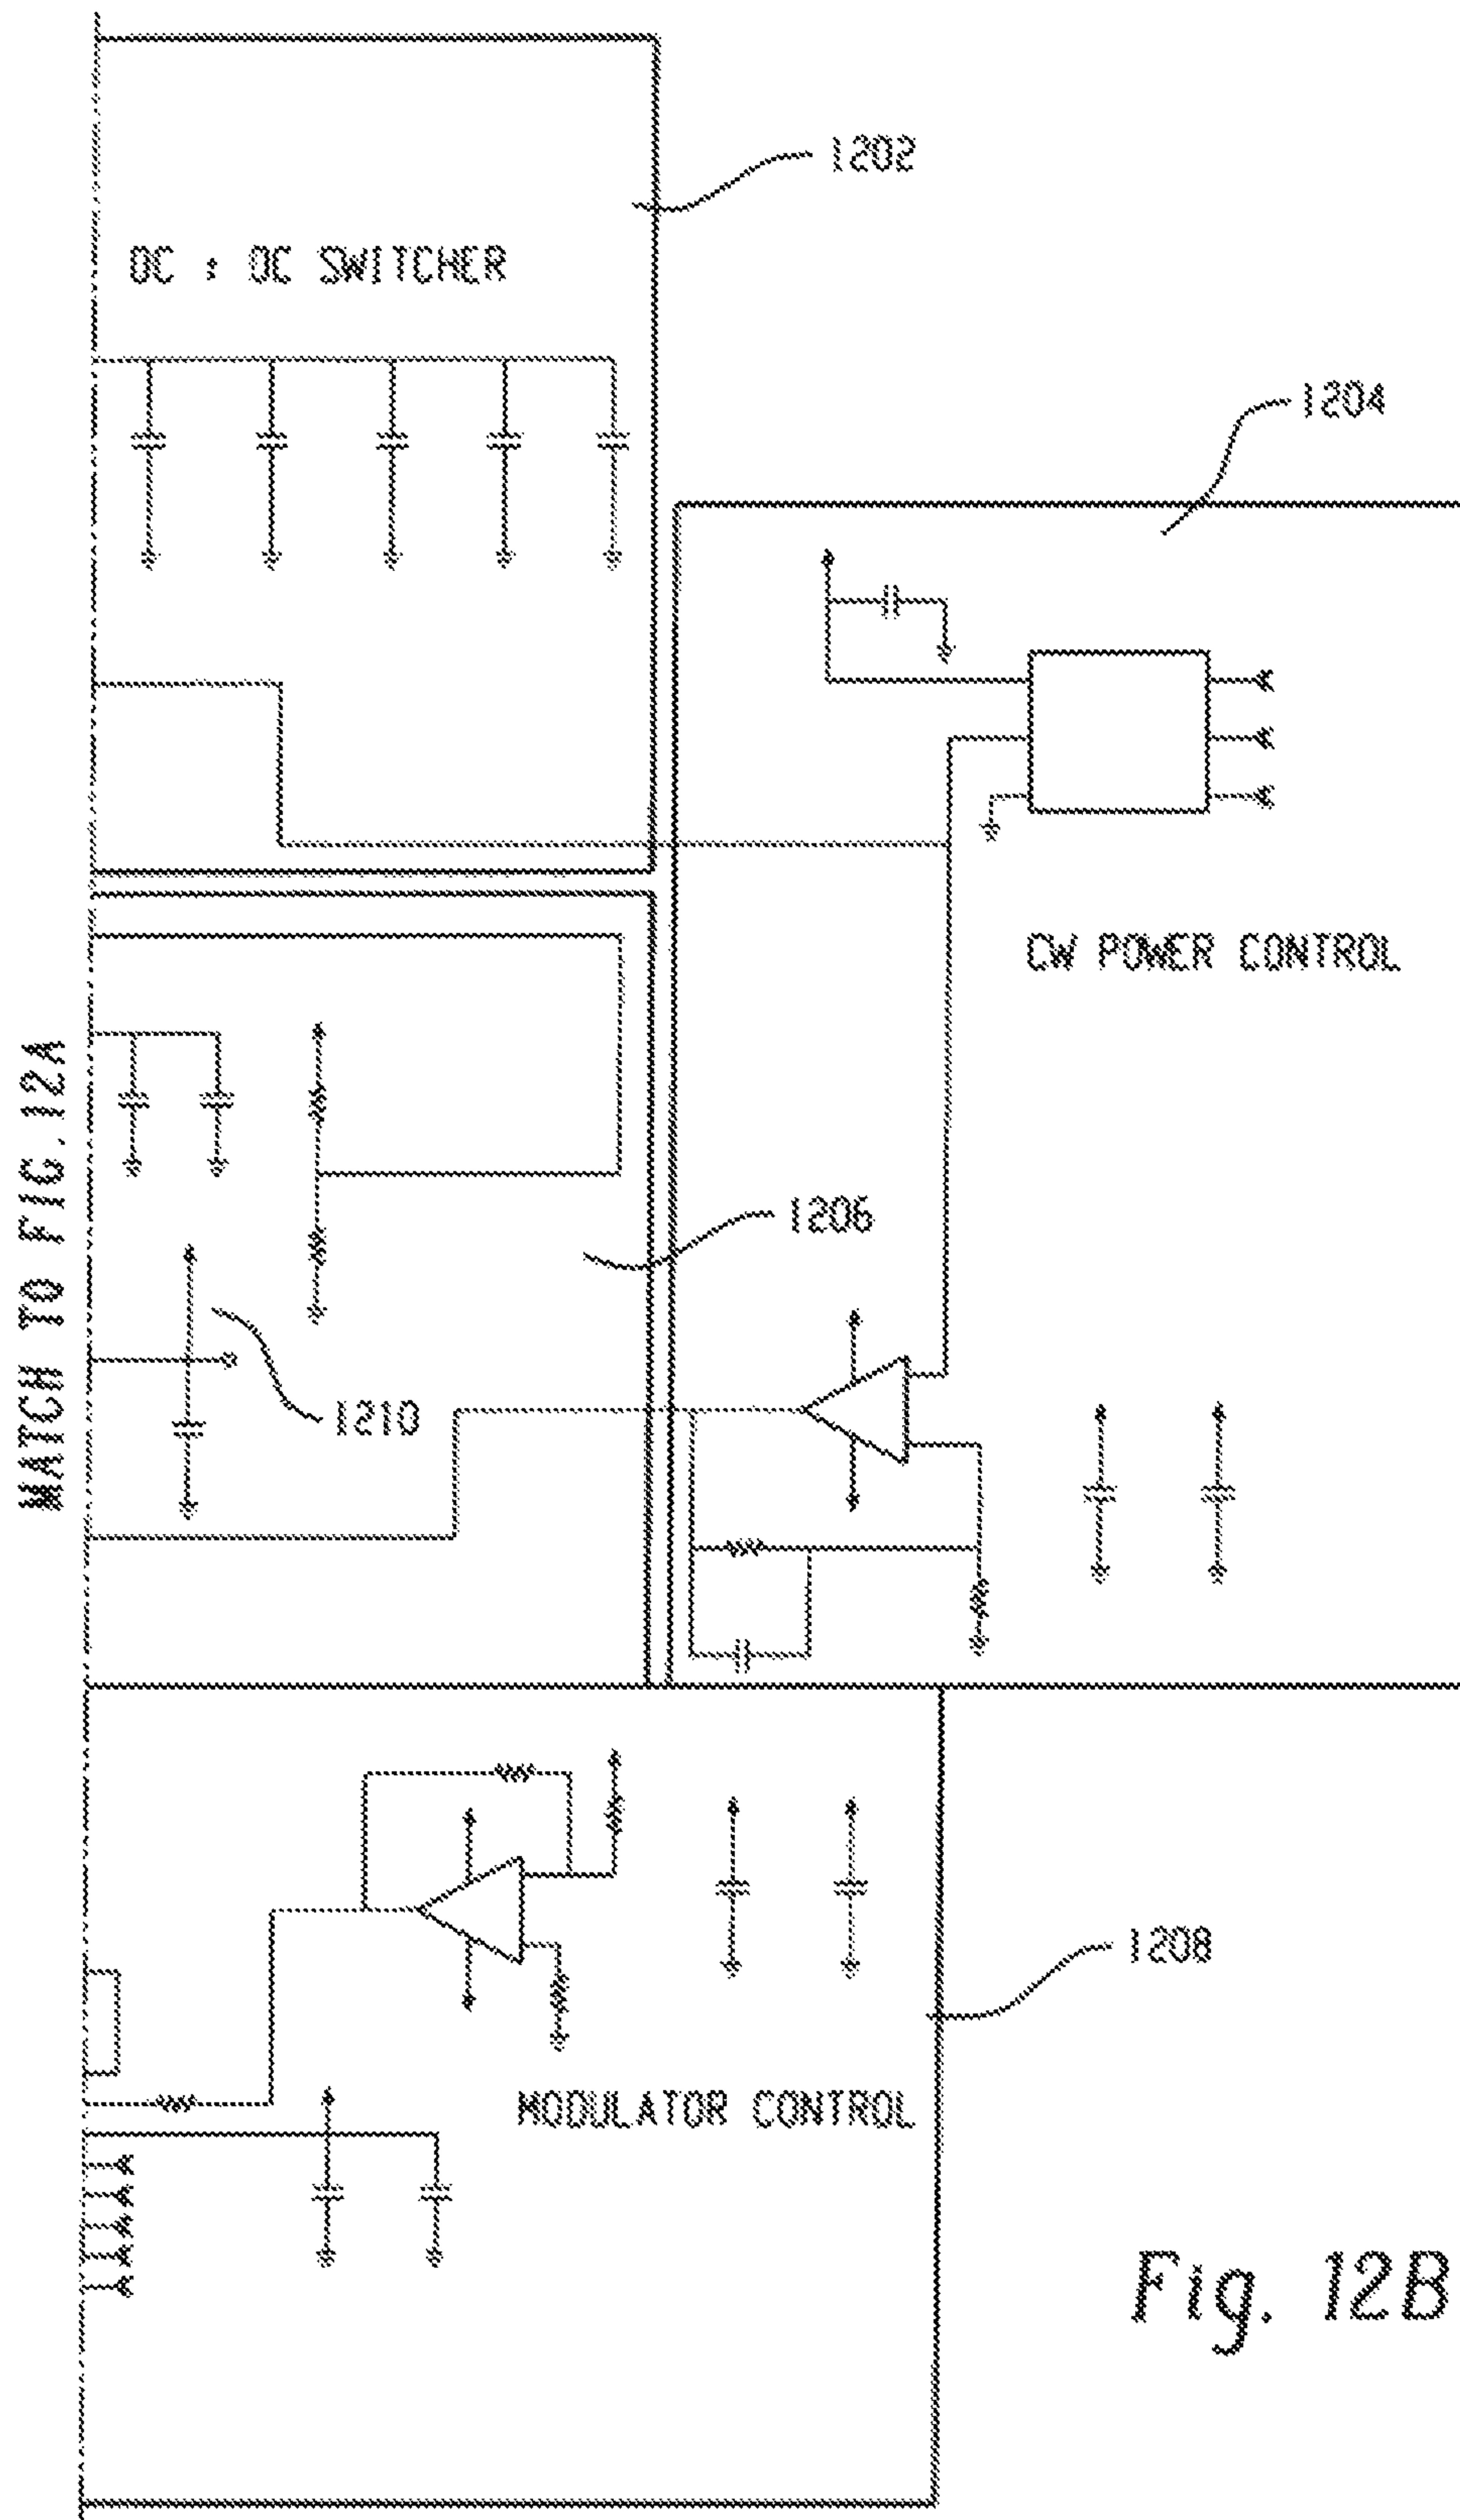 1202
DC : DC SWITCHER
1204
CW POWER CONTROL
MATCH TO FIG.12A
1206
1210
1208
MODULATOR CONTROL
Fig. 12B